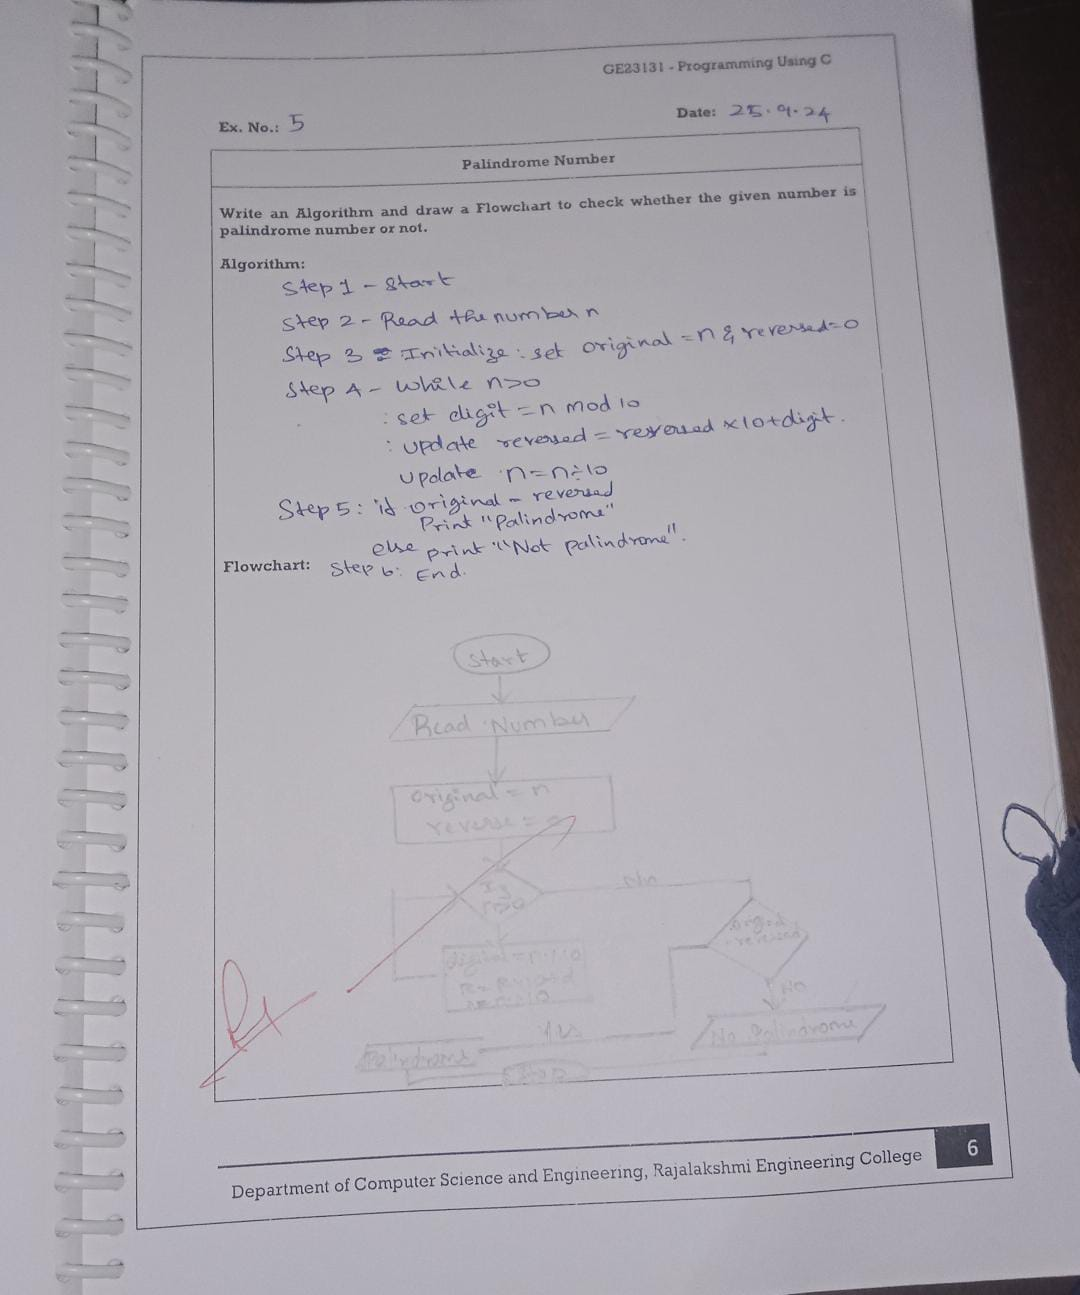 GE23131 - Programming Using C
Ex. No.: 5
Date: 25.9.24
Palindrome Number
Write an Algorithm and draw a Flowchart to check whether the given number is
palindrome number or not.
Algorithm:
Step 1 - Start
Step 2 - Read the number n
Step 3 - Initialize : set original = n & reversed=0
Step 4 - While n>0
: set digit = n mod 10
: update reversed = reversed ×10+digit.
update n=n÷10
Step 5: if original = reversed
Print "Palindrome"
else print "Not palindrome".
Flowchart: Step 6: End.
Start
Read Number
original = n
reverse = 0
Is
n>0
No
original
reversed
No
Yes
No Palindrome
Palindrome
Stop
Department of Computer Science and Engineering, Rajalakshmi Engineering College
6